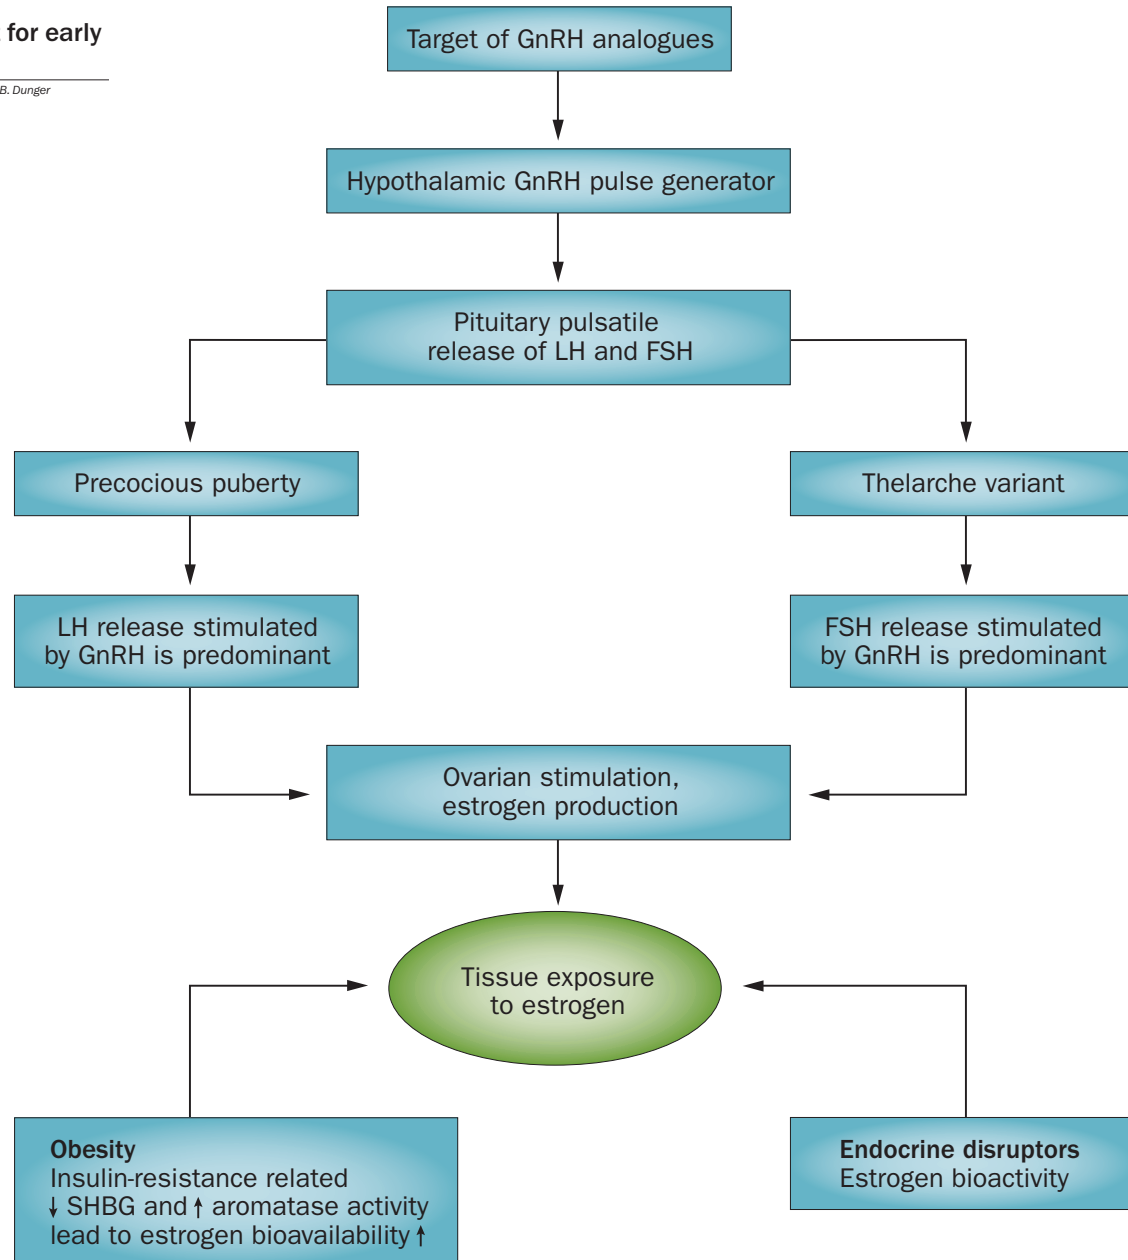 for early
B. Dunger
Target of GnRH analogues
Hypothalamic GnRH pulse generator
Pituitary pulsatile
release of LH and FSH
Precocious puberty
Thelarche variant
LH release stimulated
by GnRH is predominant
FSH release stimulated
by GnRH is predominant
Ovarian stimulation,
estrogen production
Tissue exposure
to estrogen
Obesity
Insulin-resistance related
↓ SHBG and ↑ aromatase activity
lead to estrogen bioavailability ↑
Endocrine disruptors
Estrogen bioactivity